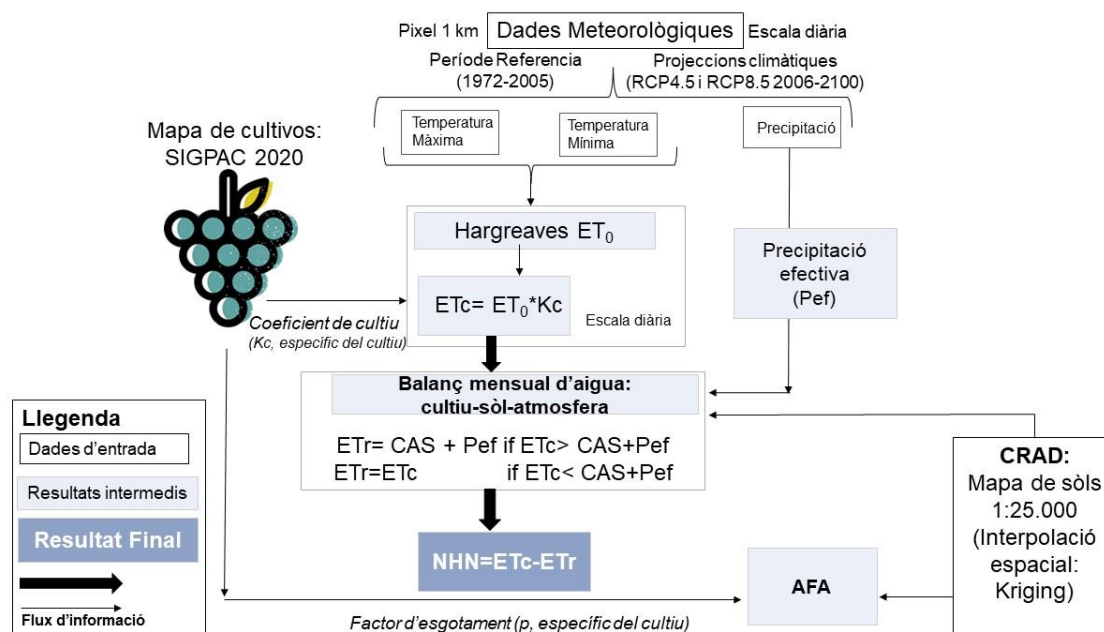 Pixel 1 km Dades Meteorològiques Escala diària
Període Referencia
(1972-2005)
Projeccions climàtiques
(RCP4.5 i RCP8.5 2006-2100)
Temperatura
Màxima
Temperatura
Mínima
Precipitació
Mapa de cultivos:
SIGPAC 2020
Hargreaves ET0
ETc= ET0*Kc
Escala diària
Precipitació
efectiva
(Pef)
Coeficient de cultiu
(Kc, específic del cultiu)
Balanç mensual d'aigua:
cultiu-sòl-atmosfera
ETr= CAS + Pef if ETc> CAS+Pef
ETr=ETc if ETc< CAS+Pef
NHN=ETc-ETr
AFA
Factor d'esgotament (p, específic del cultiu)
CRAD:
Mapa de sòls
1:25.000
(Interpolació
espacial:
Kriging)
Llegenda
Dades d'entrada
Resultats intermedis
Resultat Final
Flux d'informació